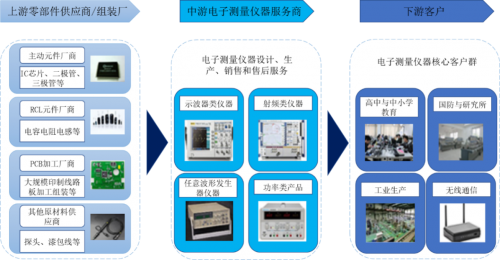 上游零部件供应商/组装厂
主动元件厂商
IC芯片、二极管、
三极管等
RCL元件厂商
电容电阻电感等
PCB加工厂商
大规模印制线路
板加工组装等
其他原材料供
应商
探头、漆包线等
中游电子测量仪器服务商
电子测量仪器设计、生
产、销售和售后服务
示波器类仪器
射频类仪器
任意波形发生
器仪器
功率类产品
下游客户
电子测量仪器核心客户群
高中与中小学
教育
国防与研究所
工业生产
无线通信